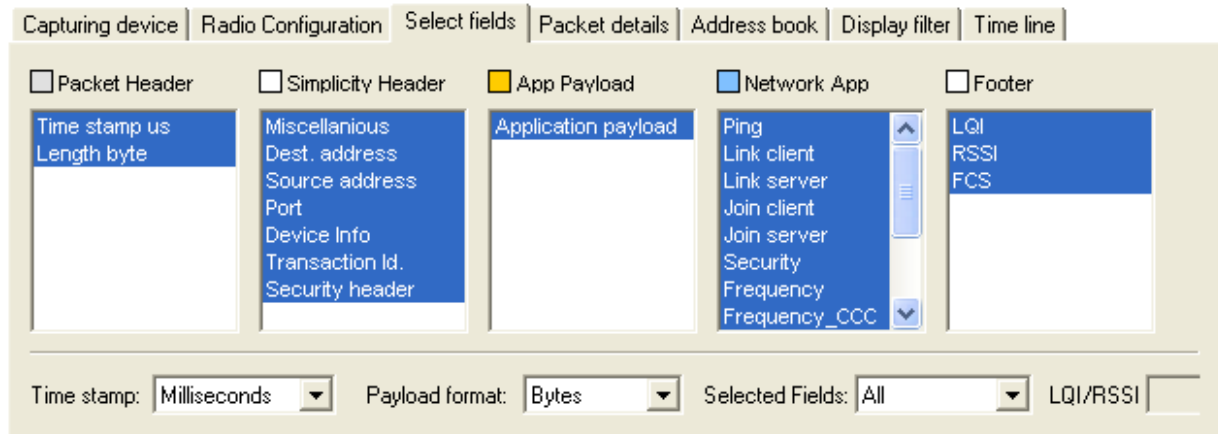 Capturing device Radio Configuration Select fields Packet details Address book Display filter Time line
Packet Header Simplicity Header App Payload Network App Footer
Time stamp us Miscellanious Application payload Ping LQI
Length byte Dest. address Link client RSSI
Source address Link server FCS
Port Join client
Device Info Join server
Transaction Id. Security
Security header Frequency
Frequency_CCC
Time stamp: Milliseconds Payload format: Bytes Selected Fields: All LQI/RSSI